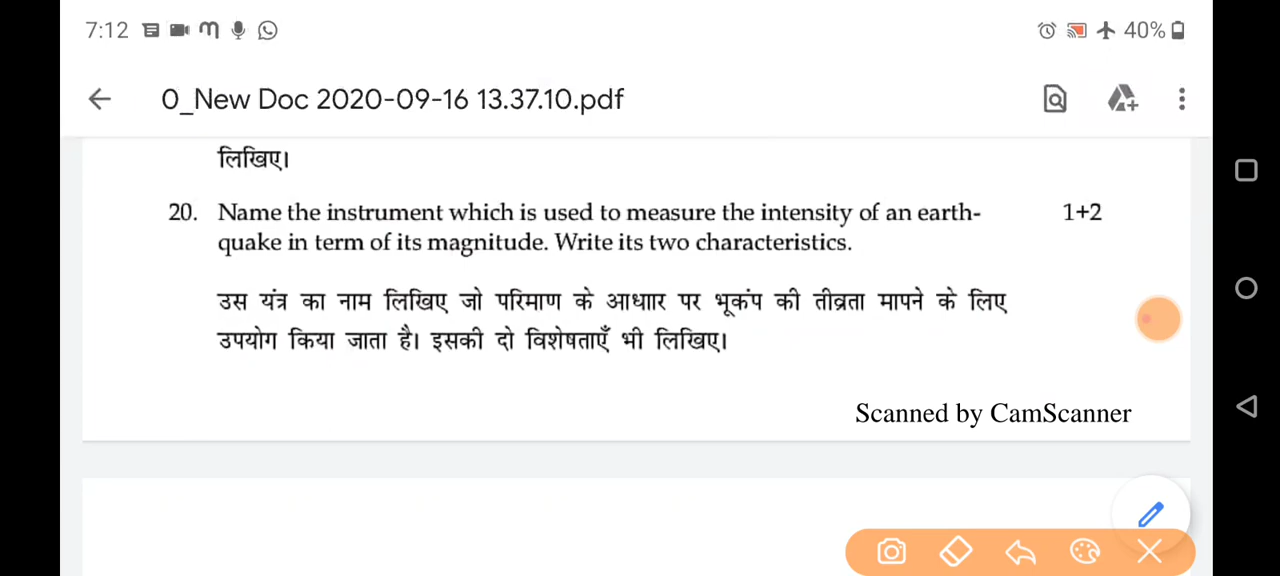 7:12 40%
0_New Doc 2020-09-16 13.37.10.pdf
लिखिए।
20. Name the instrument which is used to measure the intensity of an earth- 1+2
quake in term of its magnitude. Write its two characteristics.
उस यंत्र का नाम लिखिए जो परिमाण के आधाार पर भूकंप की तीव्रता मापने के लिए
उपयोग किया जाता है। इसकी दो विशेषताएँ भी लिखिए।
Scanned by CamScanner